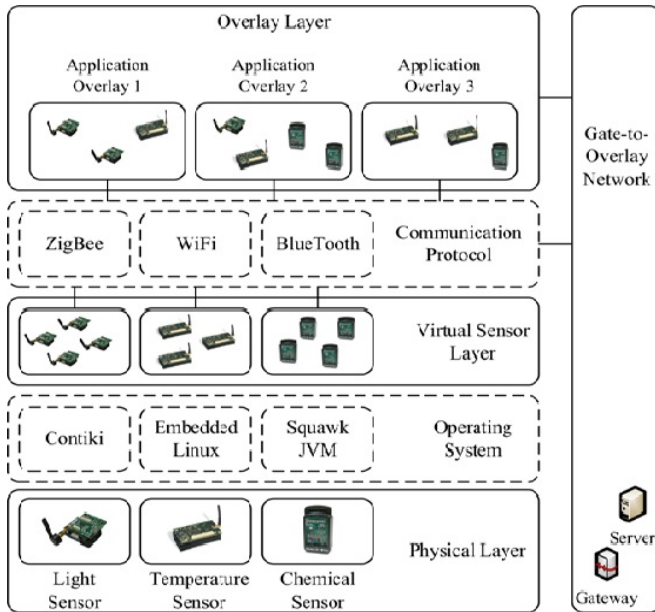 Overlay Layer
Application
Overlay 1
Application
Cverlay 2
Application
Overlay 3
Gate-to-
Overlay
Network
ZigBee
WiFi
BlueTooth
Communication
Protocol
Virtual Sensor
Layer
Contiki
Embedded
Linux
Squawk
JVM
Operating
System
Physical Layer
Light
Sensor
Temperature
Sensor
Chemical
Sensor
Server
Gateway